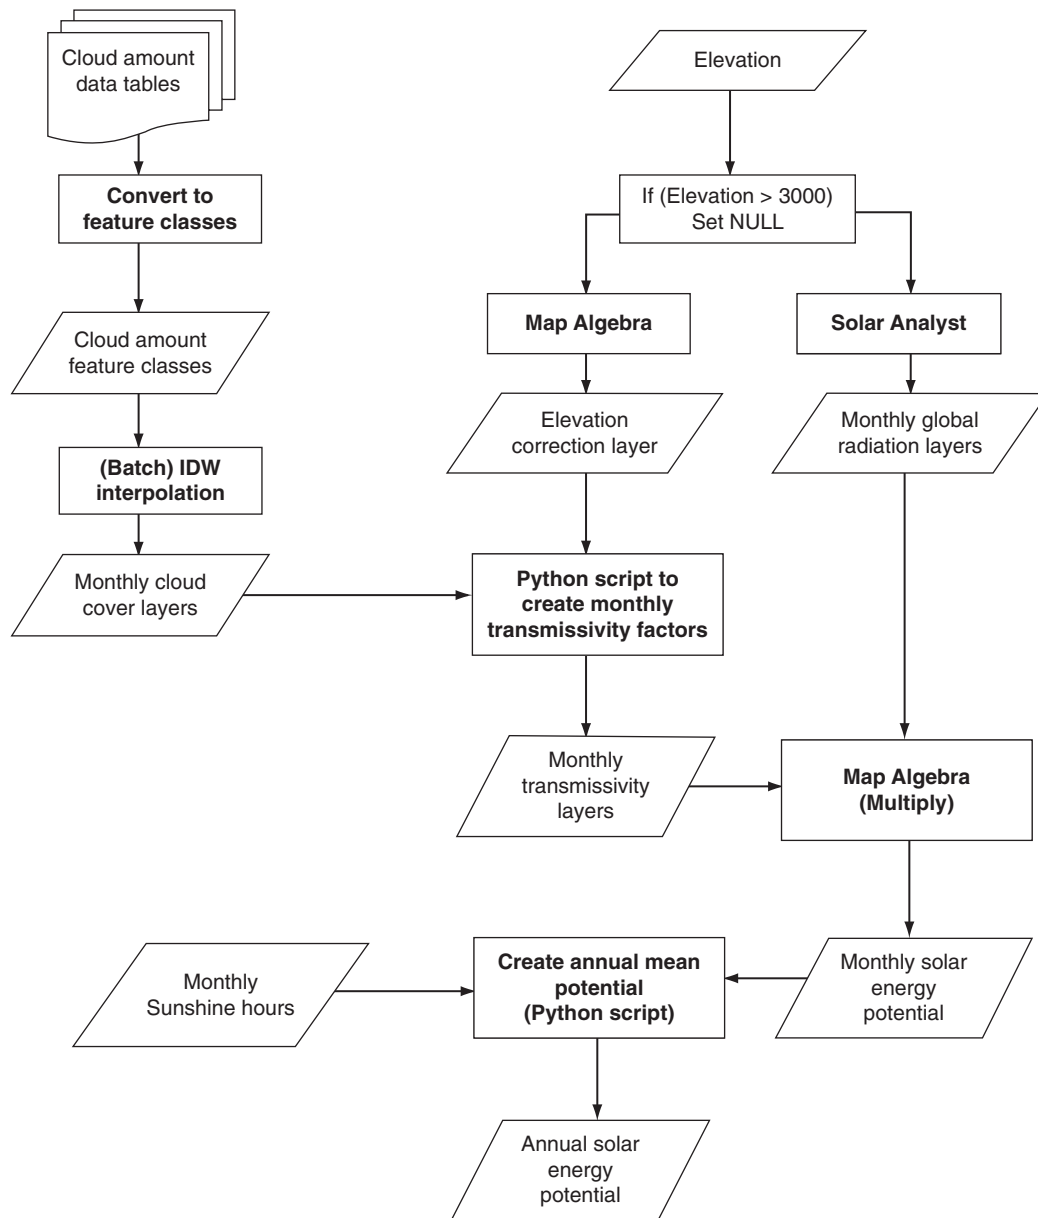 Cloud amount
data tables
Elevation
Convert to
feature classes
If (Elevation > 3000)
Set NULL
Map Algebra
Solar Analyst
Cloud amount
feature classes
Elevation
correction layer
Monthly global
radiation layers
(Batch) IDW
interpolation
Monthly cloud
cover layers
Python script to
create monthly
transmissivity factors
Monthly
transmissivity
layers
Map Algebra
(Multiply)
Monthly
Sunshine hours
Create annual mean
potential
(Python script)
Monthly solar
energy
potential
Annual solar
energy
potential